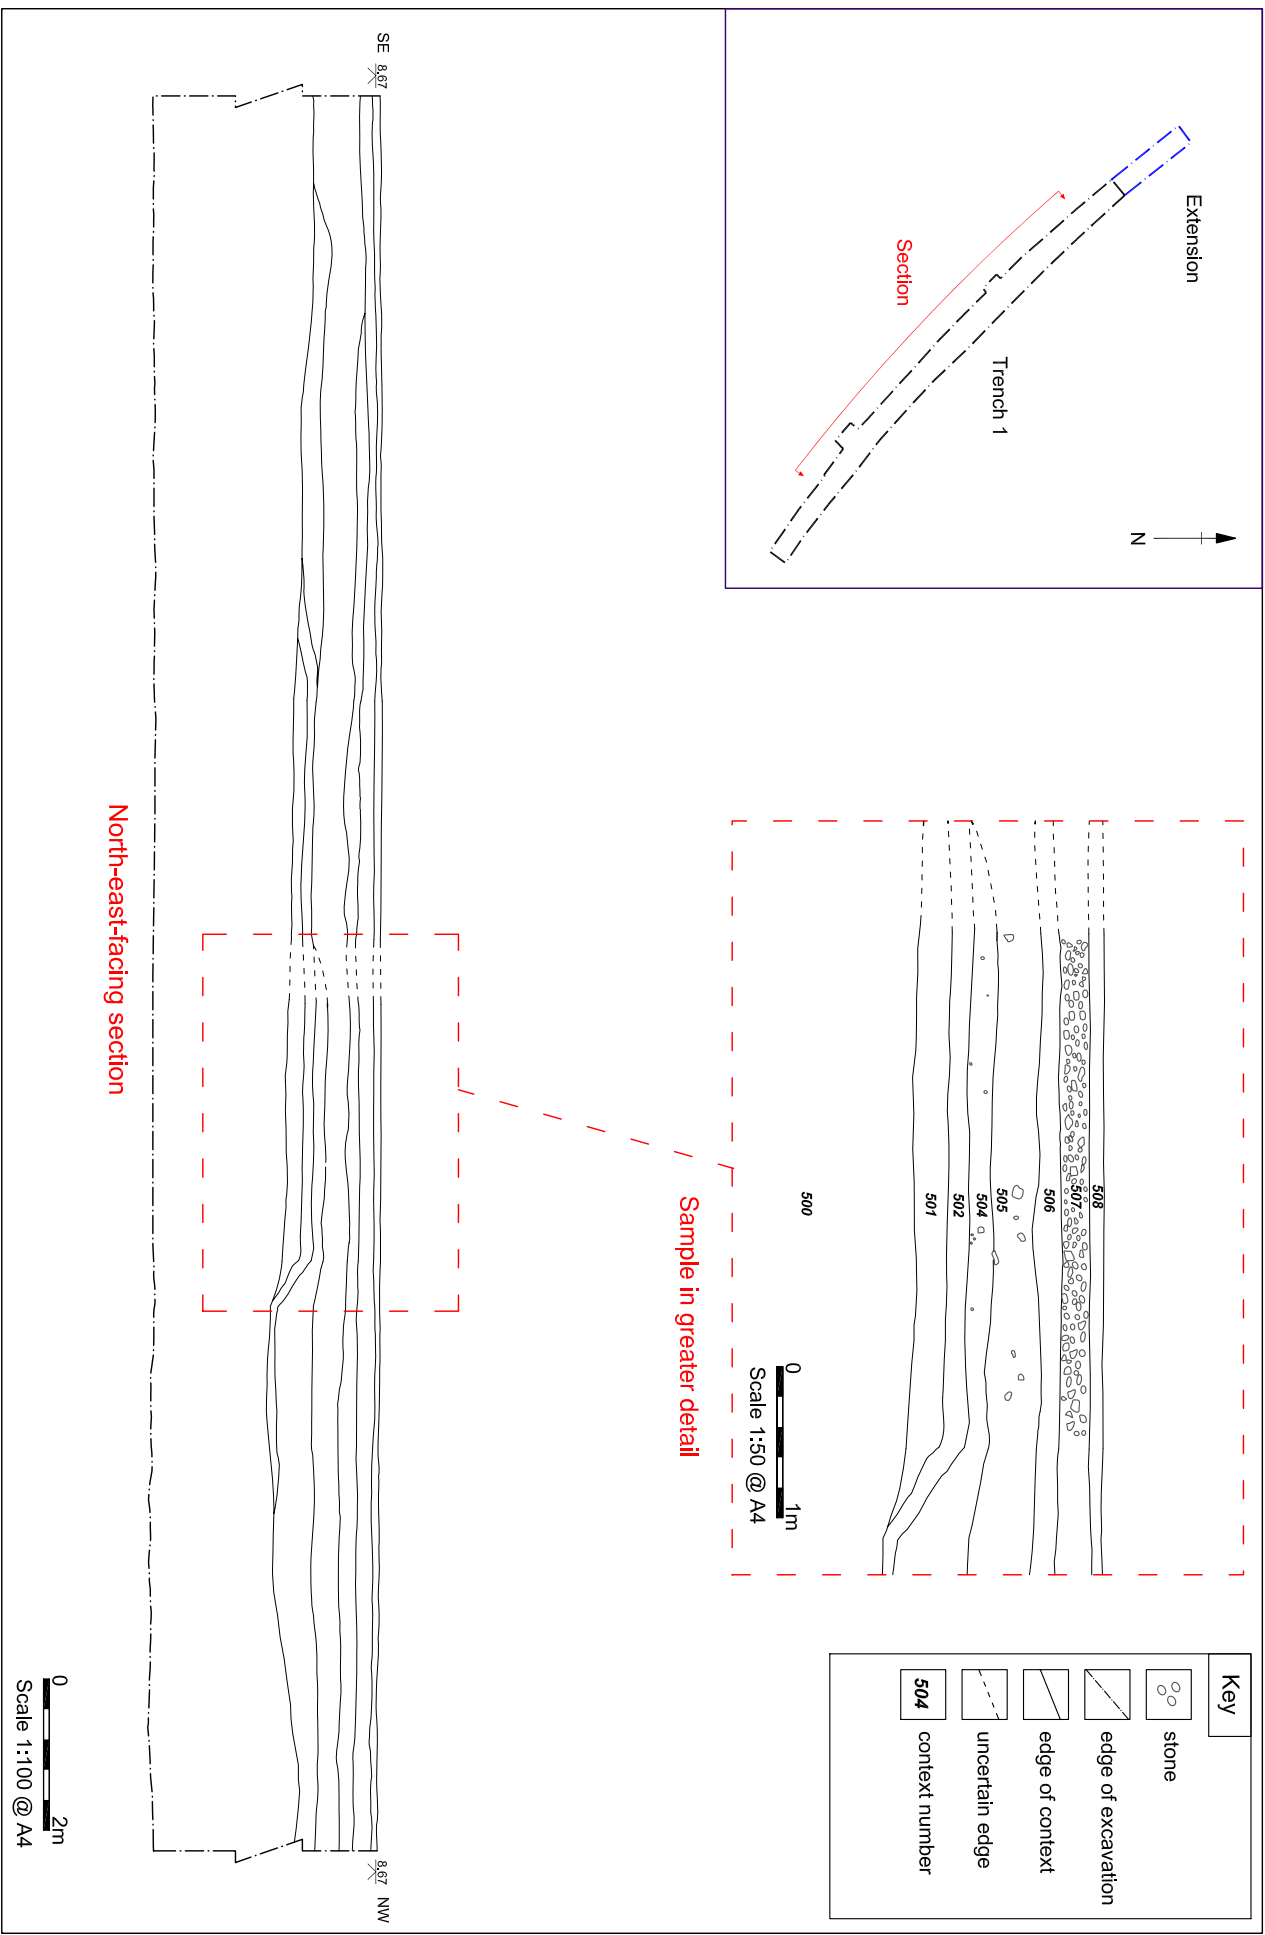 Extension
Trench 1
Section
N
508
507
506
505
504
502
501
500
0
1m
Scale 1:50 @ A4
Sample in greater detail
Key
stone
edge of excavation
edge of context
uncertain edge
504
context number
SE
8.67
8.67
NW
North-east-facing section
0
2m
Scale 1:100 @ A4